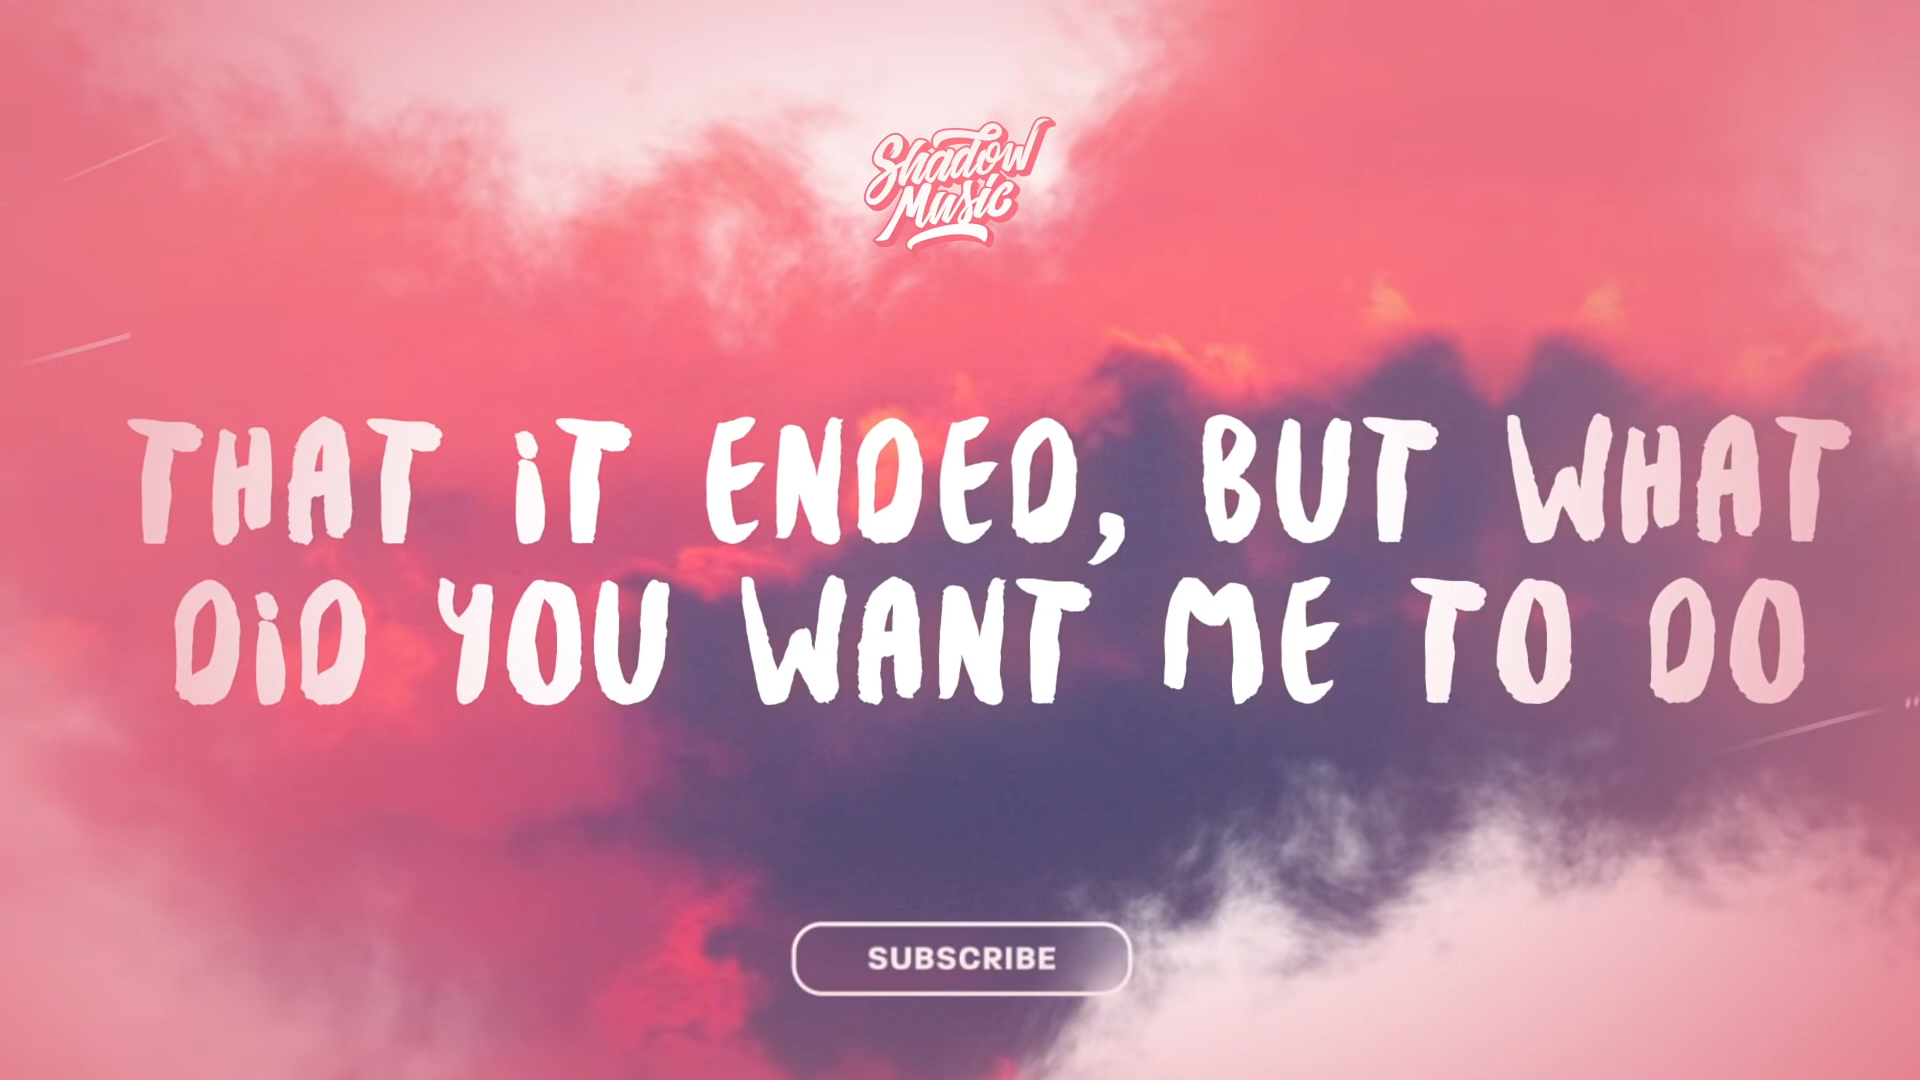 Shadow
Music
THAT iT ENDED, BUT WHAT
DiD YOU WANT ME TO DO
SUBSCRIBE